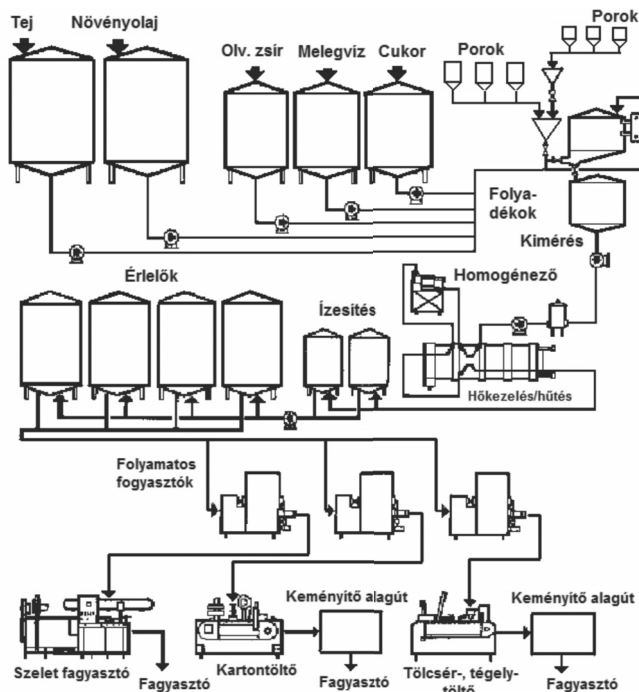 Tej
Növényolaj
Olv. zsír
Melegvíz
Cukor
Porok
Porok
Folya-
dékok
Kimérés
Érlelők
Ízesítés
Homogénező
Hőkezelés/hűtés
Folyamatos
fogyasztók
Szelet fagyasztó
Fagyasztó
Kartontöltő
Keményítő alagút
Fagyasztó
Tölcsér-, tégely-
töltő
Keményítő alagút
Fagyasztó